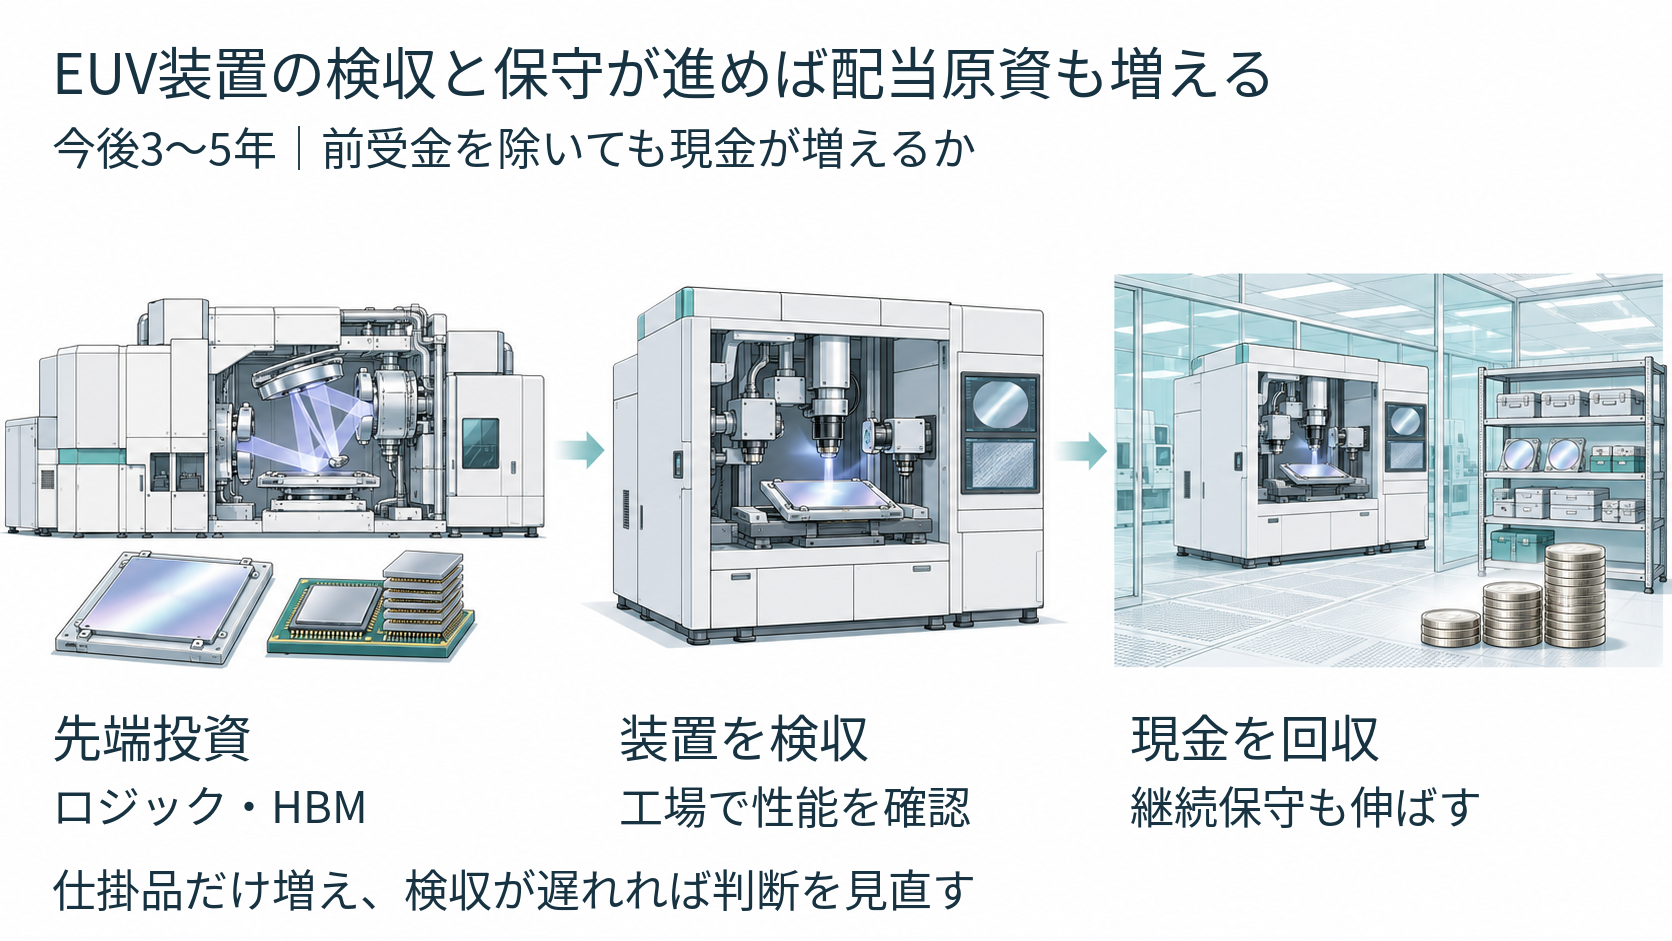 EUV装置の検収と保守が進めば配当原資も増える
今後3〜5年｜前受金を除いても現金が増えるか
先端投資
ロジック・HBM
装置を検収
工場で性能を確認
現金を回収
継続保守も伸ばす
仕掛品だけ増え、検収が遅れれば判断を見直す